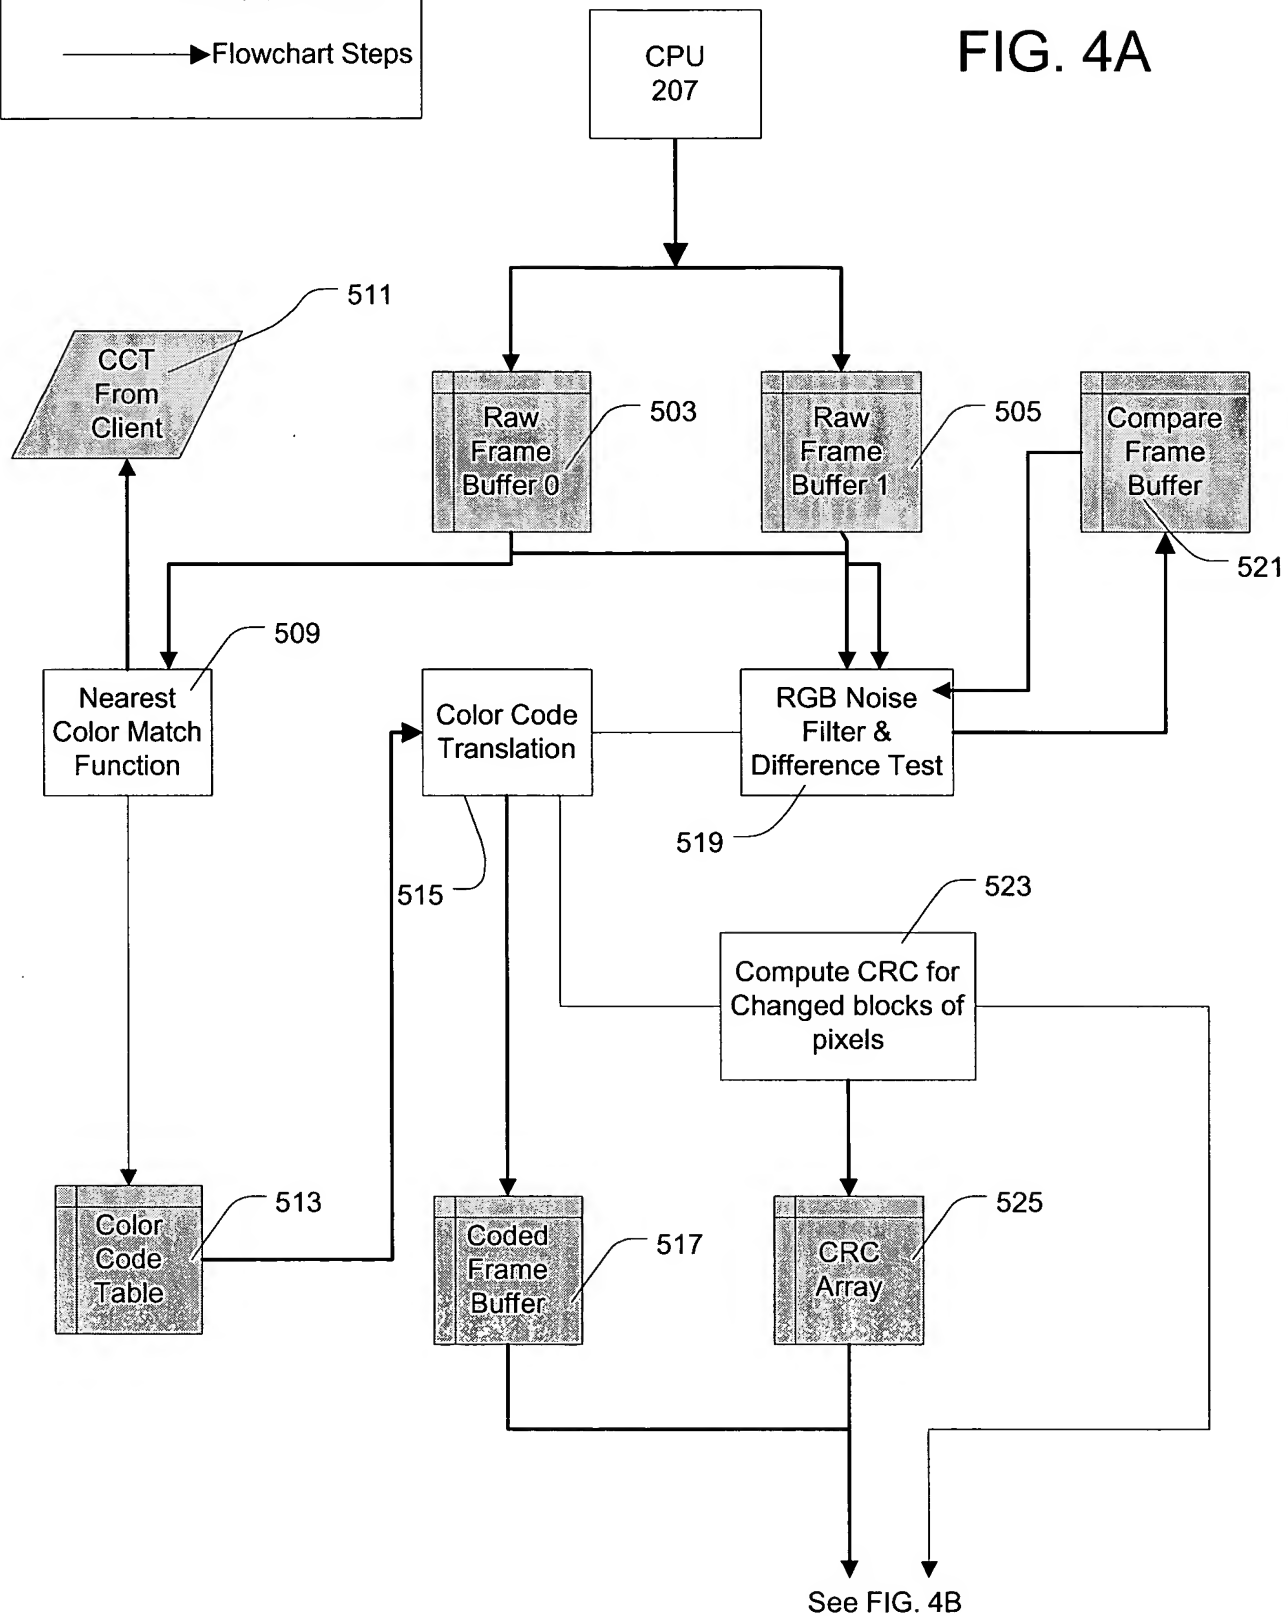 Flowchart Steps
FIG. 4A
CPU
207
511
CCT
From
Client
Raw
Frame
Buffer 0
503
Raw
Frame
Buffer 1
505
Compare
Frame
Buffer
521
509
Nearest
Color Match
Function
Color Code
Translation
RGB Noise
Filter &
Difference Test
519
515
523
Compute CRC for
Changed blocks of
pixels
Color
Code
Table
513
Coded
Frame
Buffer
517
CRC
Array
525
See FIG. 4B